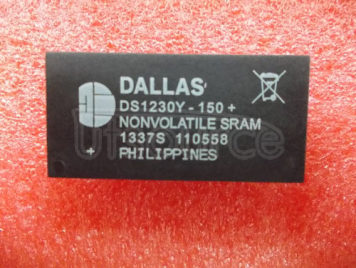 DALLAS
DS1230Y-150+
NONVOLATILE SRAM
1337S 110558
+ PHILIPPINES